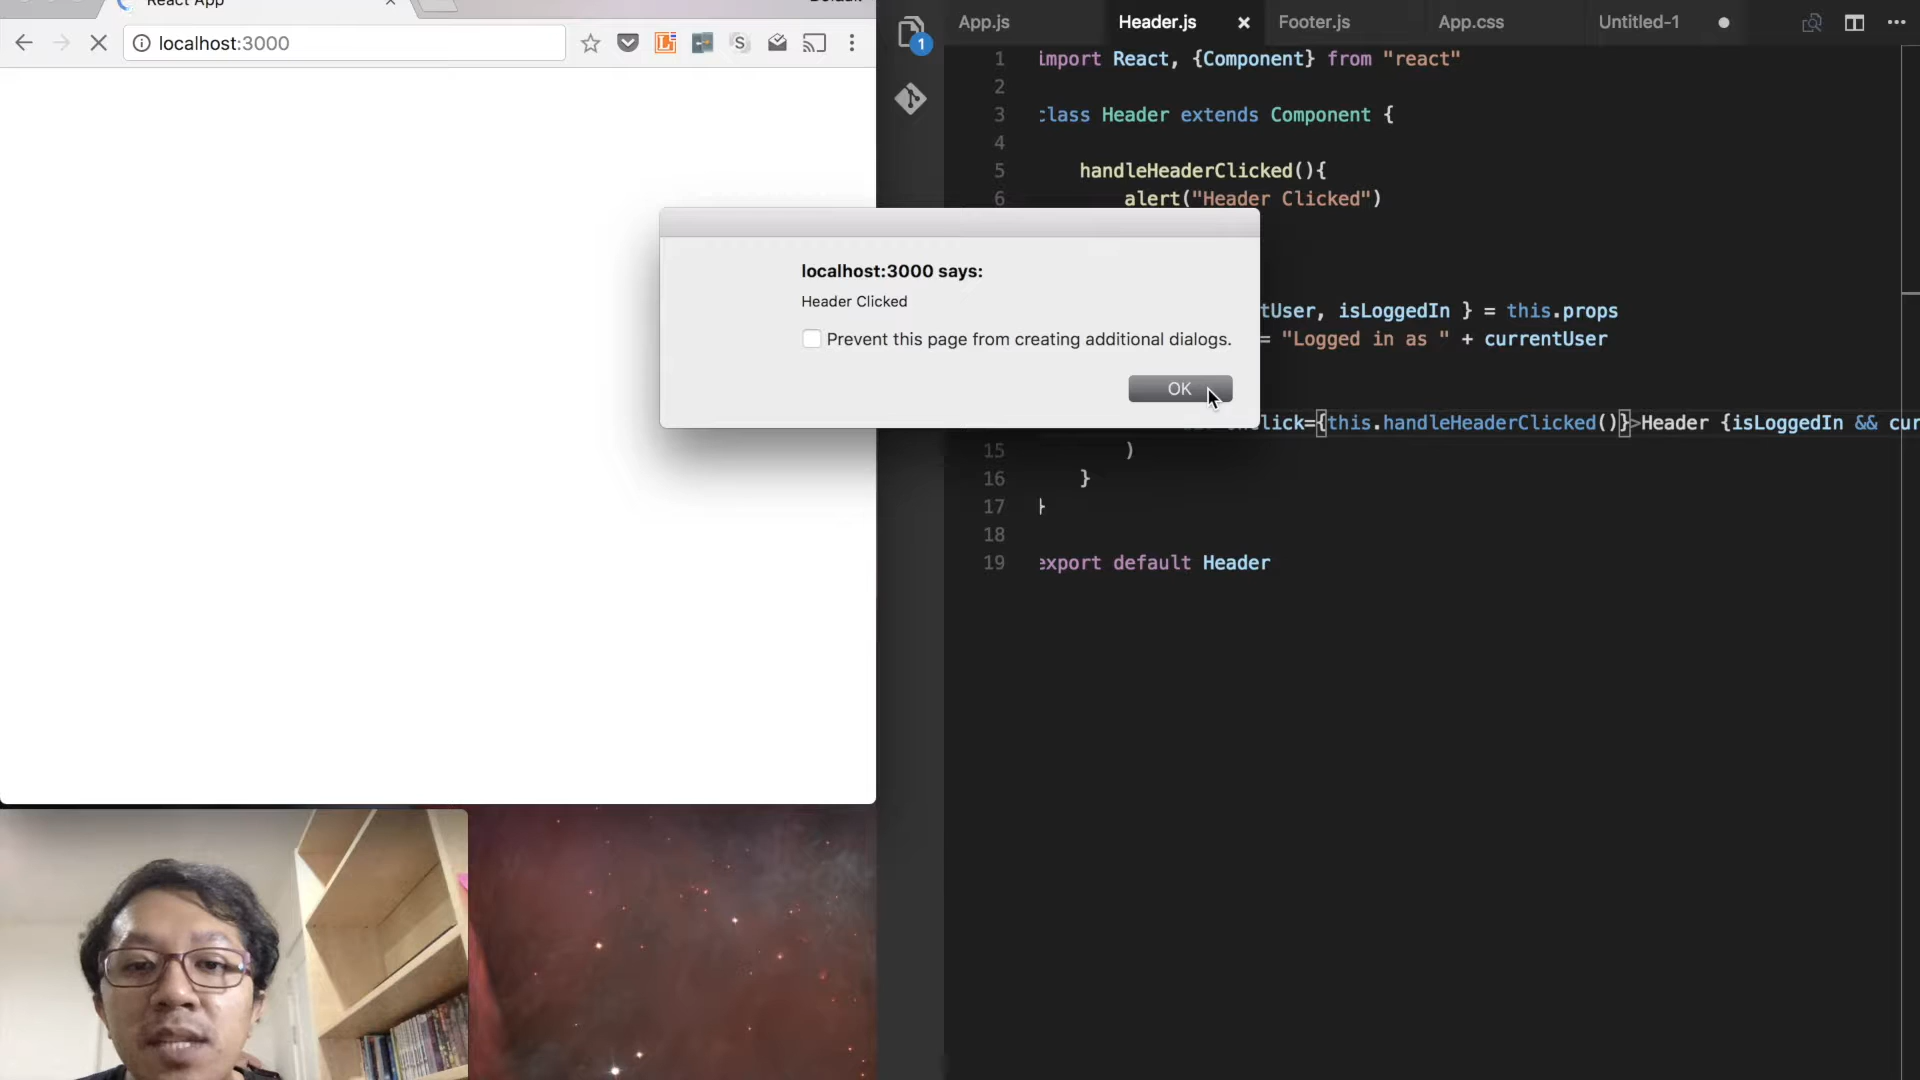 React App
Default
localhost:3000
App.js
Header.js
Footer.js
App.css
Untitled-1
1
1 import React, {Component} from "react"
2
3 class Header extends Component {
4
5 handleHeaderClicked(){
6 alert("Header Clicked")
localhost:3000 says:
Header Clicked
Prevent this page from creating additional dialogs.
OK
tUser, isLoggedIn } = this.props
= "Logged in as " + currentUser
lick={this.handleHeaderClicked()}>Header {isLoggedIn && cur
15 )
16 }
17 }
18
19 export default Header